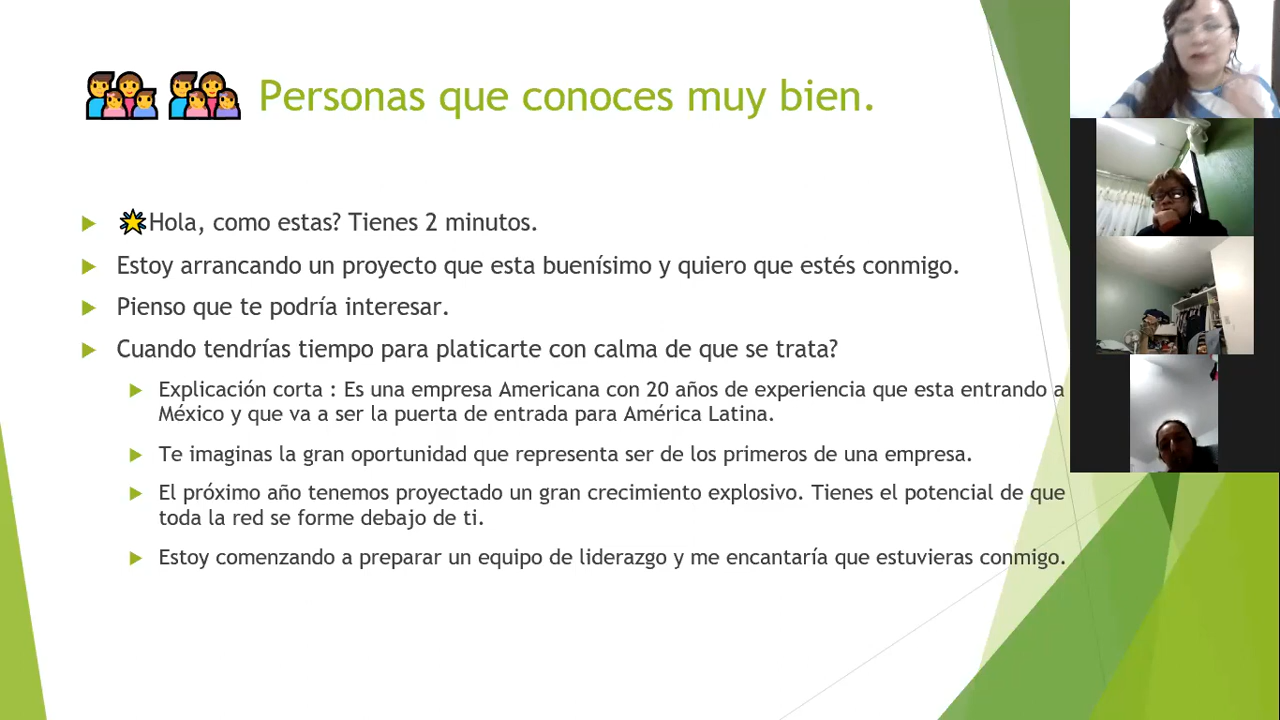 Personas que conoces muy bien.
Hola, como estas? Tienes 2 minutos.
Estoy arrancando un proyecto que esta buenísimo y quiero que estés conmigo.
Pienso que te podría interesar.
Cuando tendrías tiempo para platicarte con calma de que se trata?
Explicación corta : Es una empresa Americana con 20 años de experiencia que esta entrando a
México y que va a ser la puerta de entrada para América Latina.
Te imaginas la gran oportunidad que representa ser de los primeros de una empresa.
El próximo año tenemos proyectado un gran crecimiento explosivo. Tienes el potencial de que
toda la red se forme debajo de ti.
Estoy comenzando a preparar un equipo de liderazgo y me encantaría que estuvieras conmigo.